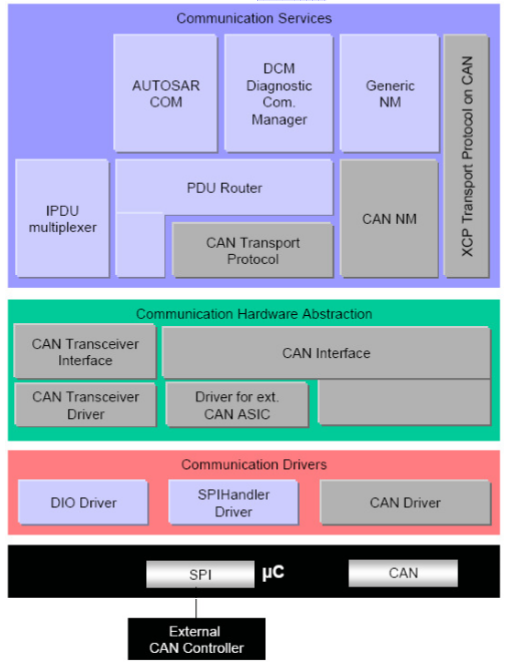 Communication Services
AUTOSAR
COM
DCM
Diagnostic
Com.
Manager
Generic
NM
XCP Transport Protocol on CAN
IPDU
multiplexer
PDU Router
CAN Transport
Protocol
CAN NM
Communication Hardware Abstraction
CAN Transceiver
Interface
CAN Interface
CAN Transceiver
Driver
Driver for ext.
CAN ASIC
Communication Drivers
DIO Driver
SPIHandler
Driver
CAN Driver
SPI
µC
CAN
External
CAN Controller